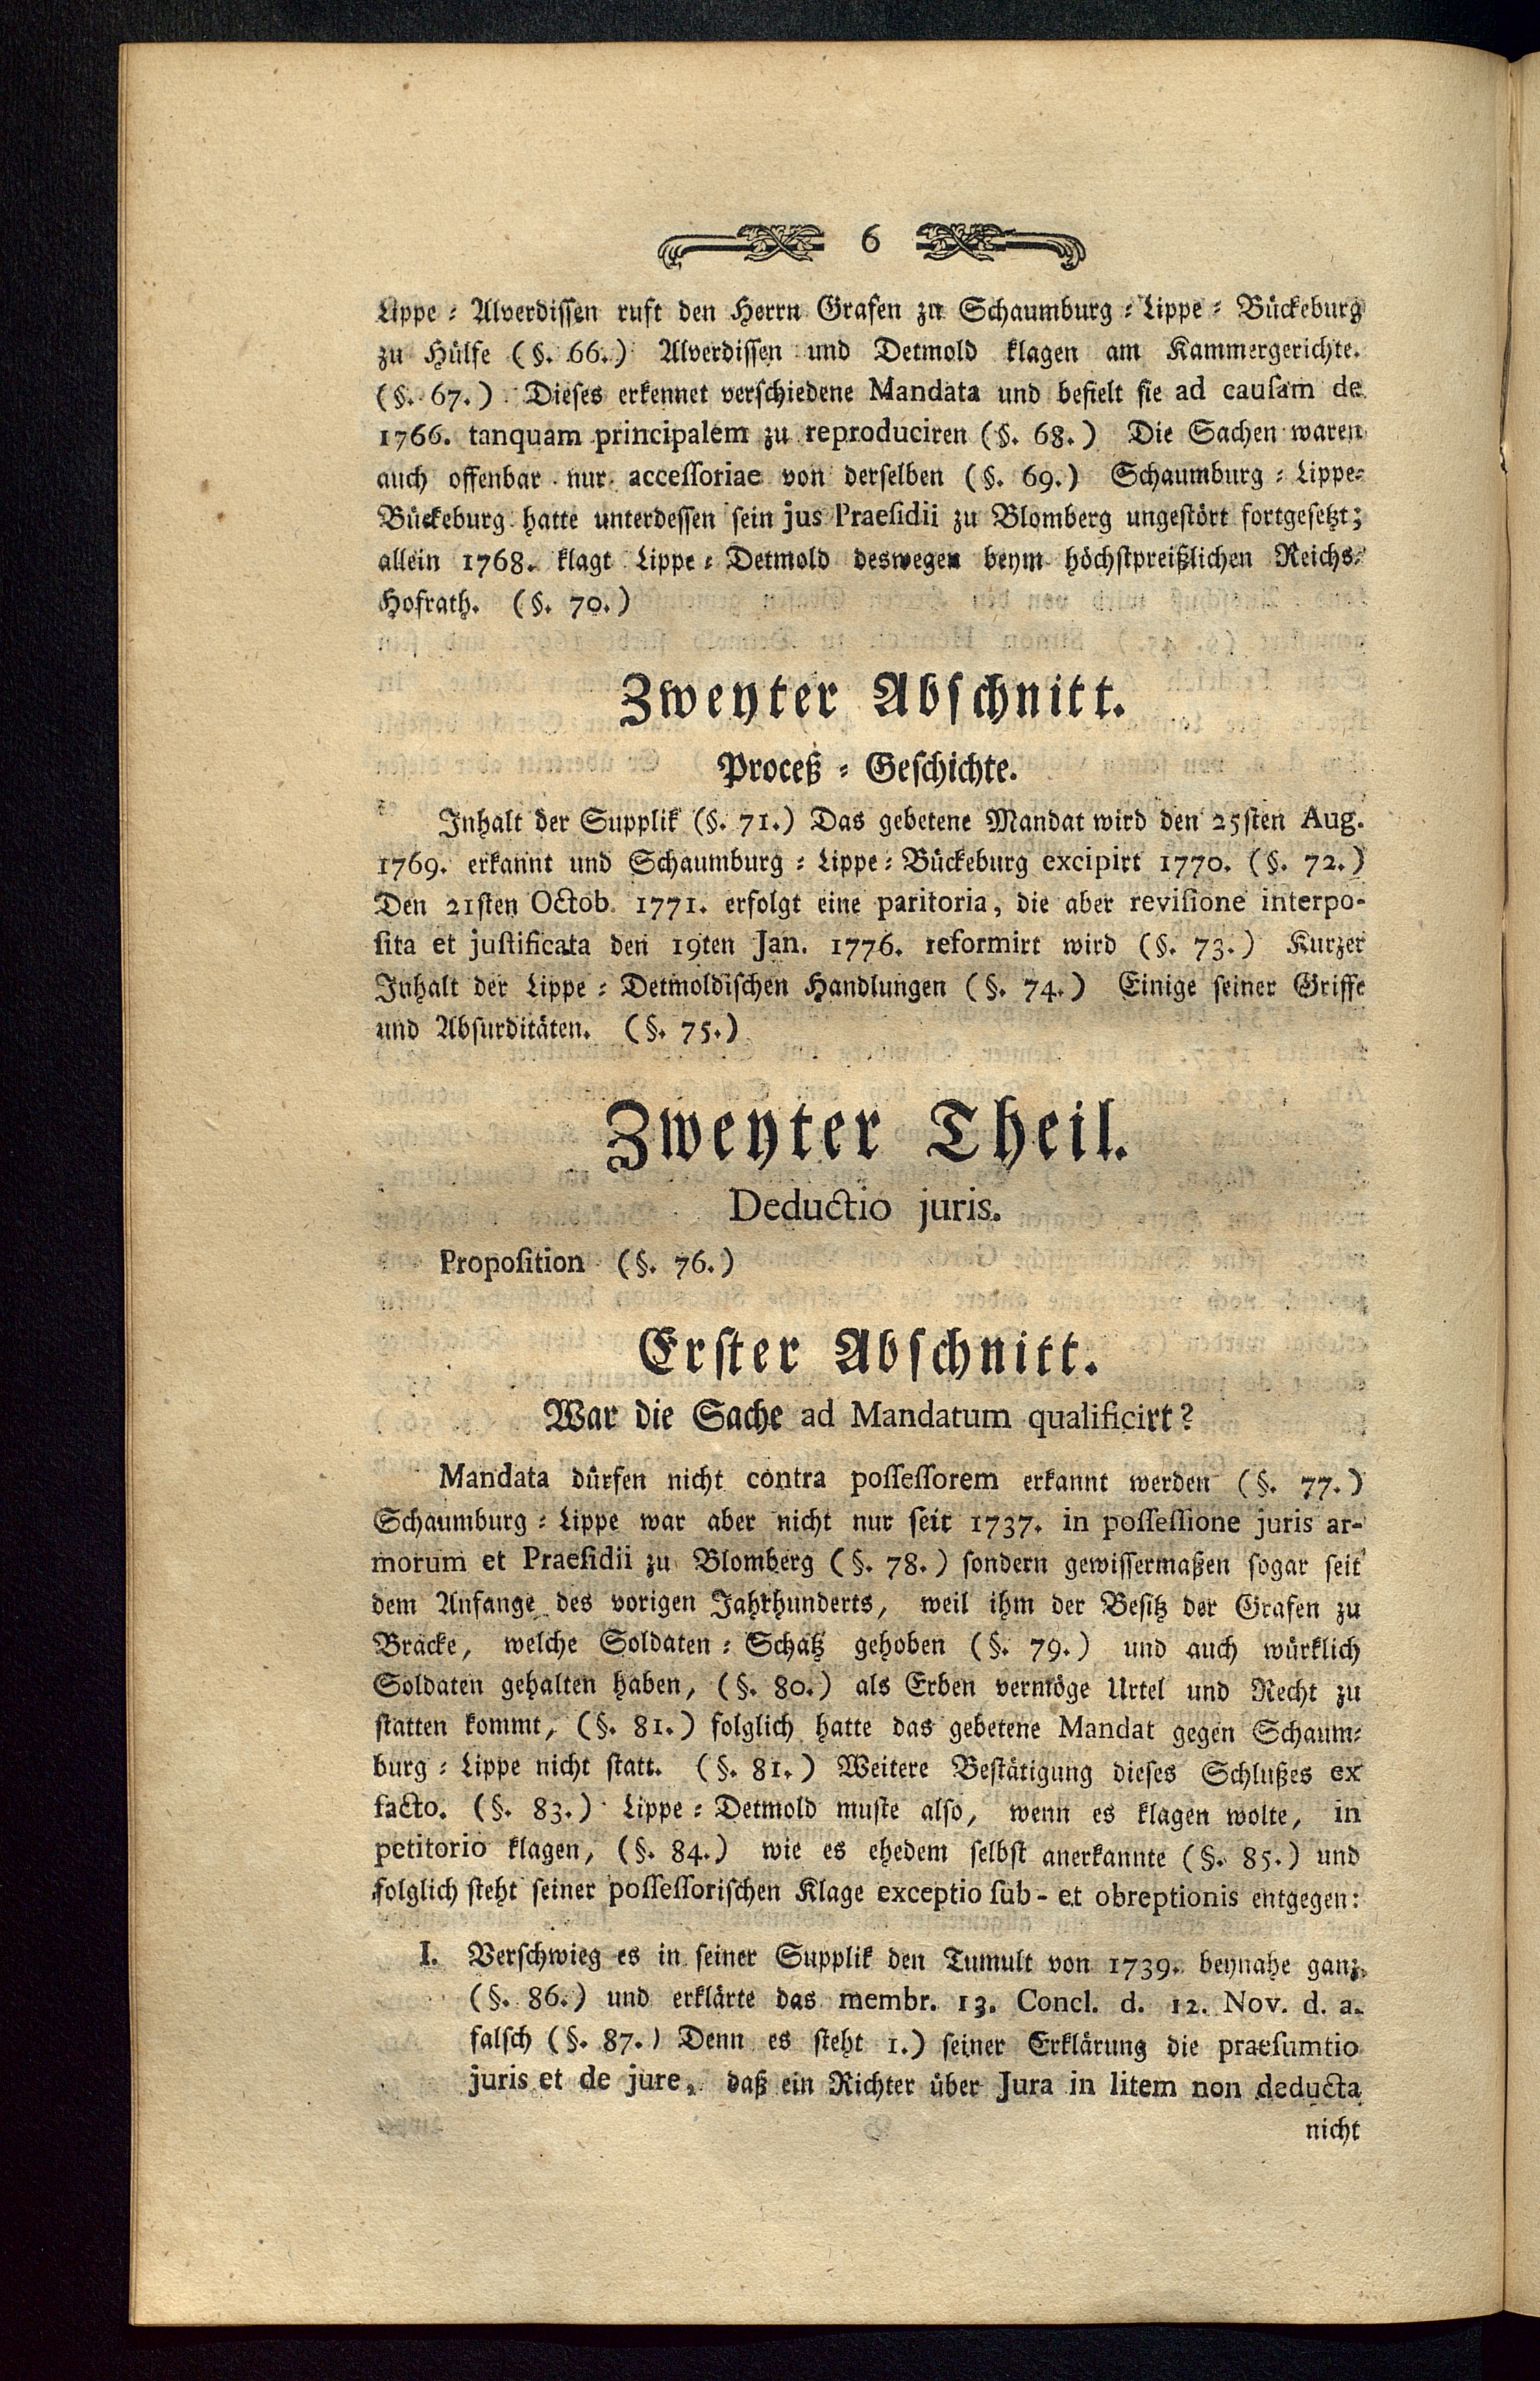 6
Lippe-Alverdissen ruft den Herrn Grafen zu Schaumburg-Lippe-Bückeburg
zu Hülfe (§. 66.) Alverdissen und Detmold klagen am Kammergerichte.
(§. 67.) Dieses erkennet verschiedene Mandata und befielt sie ad causam de
1766. tanquam principalem zu reproduciren (§. 68.) Die Sachen waren
auch offenbar nur accessoriae von derselben (§. 69.) Schaumburg-Lippe-
Bückeburg hatte unterdessen sein jus Praesidii zu Blomberg ungestört fortgesetzt;
allein 1768. klagt Lippe-Detmold deswegen beym höchstpreißlichen Reichs-
Hofrath. (§. 70.)
Zweyter Abschnitt.
Proceß-Geschichte.
Inhalt der Supplik (§. 71.) Das gebetene Mandat wird den 25sten Aug.
1769. erkannt und Schaumburg-Lippe-Bückeburg excipirt 1770. (§. 72.)
Den 21sten Octob. 1771. erfolgt eine paritoria, die aber revisione interpo-
sita et justificata den 19ten Jan. 1776. reformirt wird (§. 73.) Kurzer
Inhalt der Lippe-Detmoldischen Handlungen (§. 74.) Einige seiner Griffe
und Absurditäten. (§. 75.)
Zweyter Theil.
Deductio juris.
Proposition (§. 76.)
Erster Abschnitt.
War die Sache ad Mandatum qualificirt?
Mandata dürfen nicht contra possessorem erkannt werden (§. 77.)
Schaumburg-Lippe war aber nicht nur seit 1737. in possessione juris ar-
morum et Praesidii zu Blomberg (§. 78.) sondern gewissermaßen sogar seit
dem Anfange des vorigen Jahrhunderts, weil ihm der Besitz der Grafen zu
Bracke, welche Soldaten-Schatz gehoben (§. 79.) und auch würklich
Soldaten gehalten haben, (§. 80.) als Erben vermöge Urtel und Recht zu
statten kommt, (§. 81.) folglich hatte das gebetene Mandat gegen Schaum-
burg-Lippe nicht statt. (§. 81.) Weitere Bestätigung dieses Schlußes ex
facto. (§. 83.) Lippe-Detmold muste also, wenn es klagen wolte, in
petitorio klagen, (§. 84.) wie es ehedem selbst anerkannte (§. 85.) und
folglich steht seiner possessorischen Klage exceptio sub- et obreptionis entgegen:
I. Verschwieg es in seiner Supplik den Tumult von 1739. beynahe ganz.
(§. 86.) und erklärte das membr. 13. Concl. d. 12. Nov. d. a.
falsch (§. 87.) Denn es steht 1.) seiner Erklärung die praesumtio
juris et de jure, daß ein Richter über Jura in litem non deducta
nicht